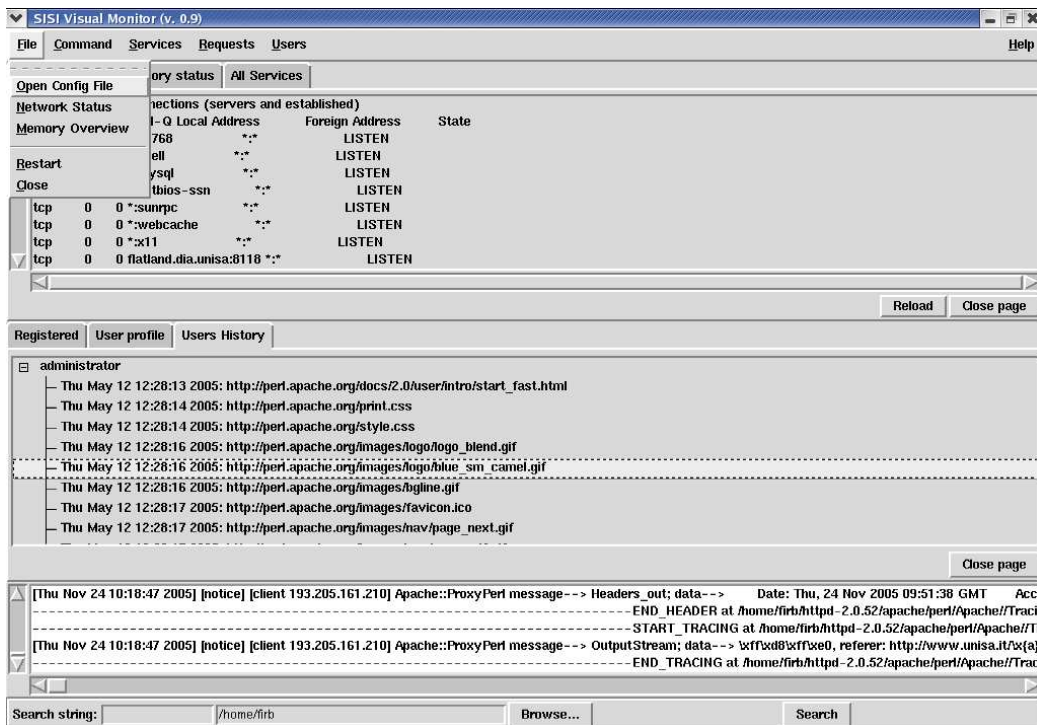 SISI Visual Monitor (v. 0.9)
File Command Services Requests Users Help
Open Config File
Network Status
Memory Overview
Restart
Close
ory status All Services
nections (servers and established)
-Q Local Address Foreign Address State
768 *:* LISTEN
ell *:* LISTEN
ysql *:* LISTEN
tbios-ssn *:* LISTEN
tcp 0 0 *:sunrpc *:* LISTEN
tcp 0 0 *:webcache *:* LISTEN
tcp 0 0 *:x11 *:* LISTEN
tcp 0 0 flatland.dia.unisa:8118 *:* LISTEN
Reload Close page
Registered User profile Users History
administrator
Thu May 12 12:28:13 2005: http://perl.apache.org/docs/2.0/user/intro/start_fast.html
Thu May 12 12:28:14 2005: http://perl.apache.org/print.css
Thu May 12 12:28:14 2005: http://perl.apache.org/style.css
Thu May 12 12:28:16 2005: http://perl.apache.org/images/logo/logo_blend.gif
Thu May 12 12:28:16 2005: http://perl.apache.org/images/logo/blue_sm_camel.gif
Thu May 12 12:28:16 2005: http://perl.apache.org/images/bgline.gif
Thu May 12 12:28:17 2005: http://perl.apache.org/images/favicon.ico
Thu May 12 12:28:17 2005: http://perl.apache.org/images/nav/page_next.gif
Close page
[Thu Nov 24 10:18:47 2005] [notice] [client 193.205.161.210] Apache::ProxyPerl message--> Headers_out; data--> Date: Thu, 24 Nov 2005 09:51:38 GMT Acc
END_HEADER at /home/firb/httpd-2.0.52/apache/perl/Apache//Traci
START_TRACING at /home/firb/httpd-2.0.52/apache/perl/Apache//T
[Thu Nov 24 10:18:47 2005] [notice] [client 193.205.161.210] Apache::ProxyPerl message--> OutputStream; data--> \xff\xd8\xff\xe0, referer: http://www.unisa.it/\x{a}
END_TRACING at /home/firb/httpd-2.0.52/apache/perl/Apache//Trac
Search string: /home/firb Browse... Search